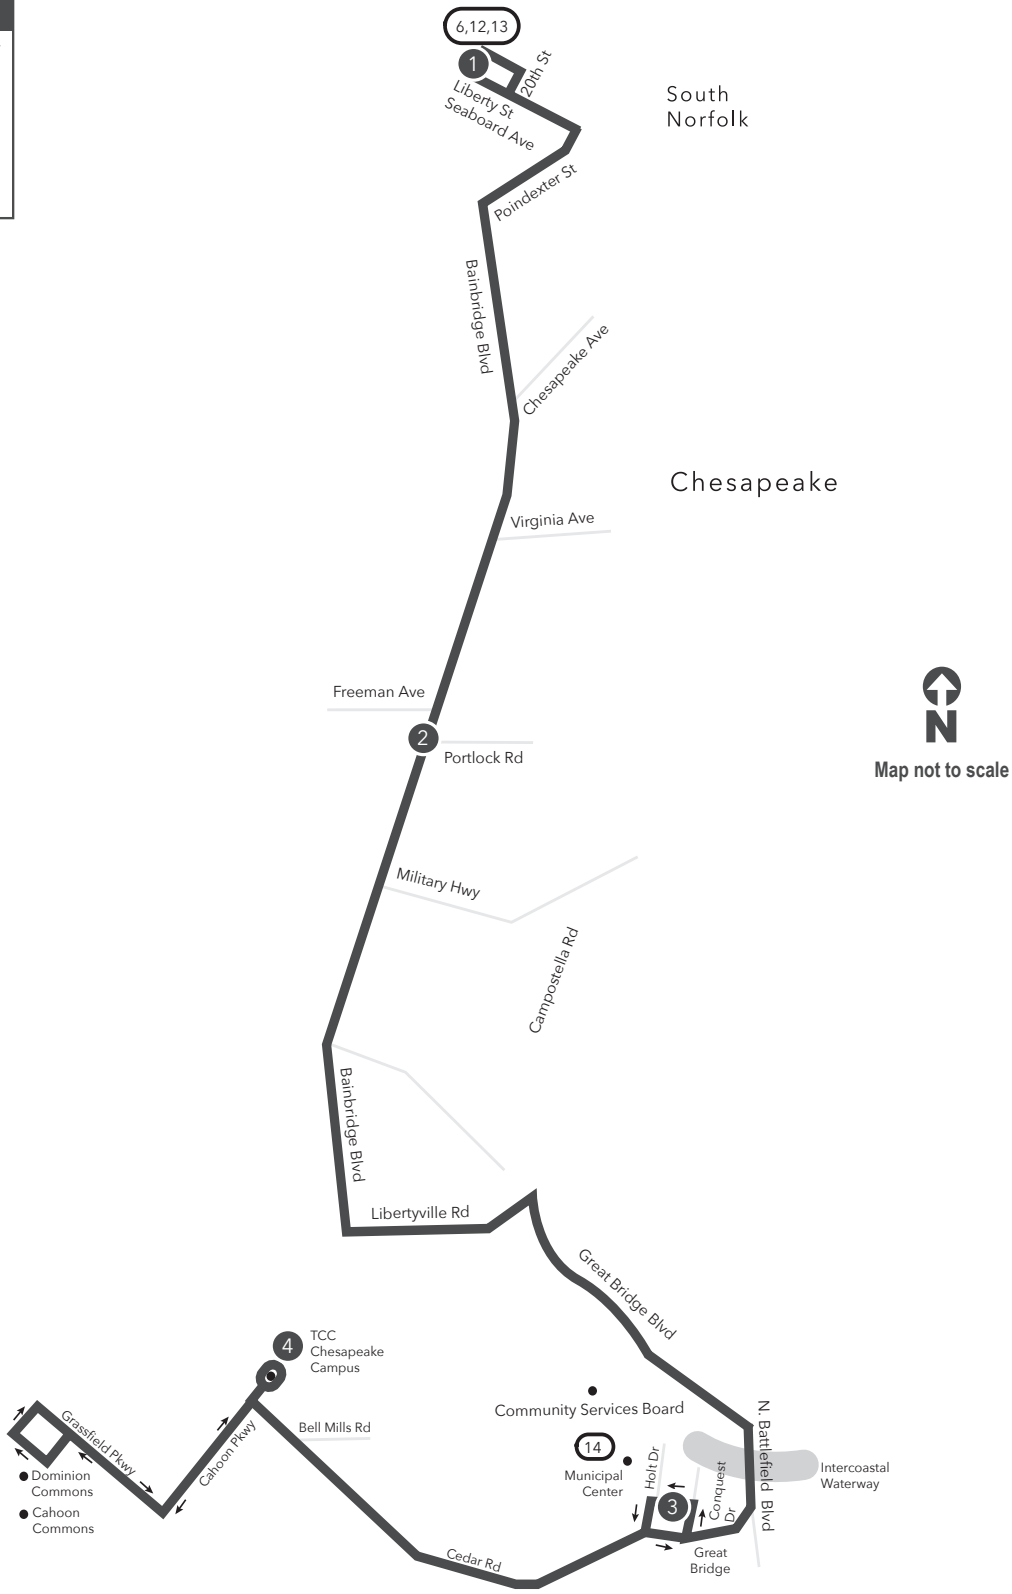 6,12,13
1
20th St
Liberty St
Seaboard Ave
South
Norfolk
Poindexter St
Bainbridge Blvd
Chesapeake Ave
Chesapeake
Virginia Ave
Freeman Ave
2
Portlock Rd
N
Map not to scale
Military Hwy
Campostella Rd
Bainbridge Blvd
Libertyville Rd
Great Bridge Blvd
4
TCC
Chesapeake
Campus
Community Services Board
N. Battlefield Blvd
Grassfield Pkwy
Cahoon Pkwy
Bell Mills Rd
14
Municipal
Center
Holt Dr
3
Conquest
Dr
Intercoastal
Waterway
Dominion
Commons
Cahoon
Commons
Cedar Rd
Great
Bridge